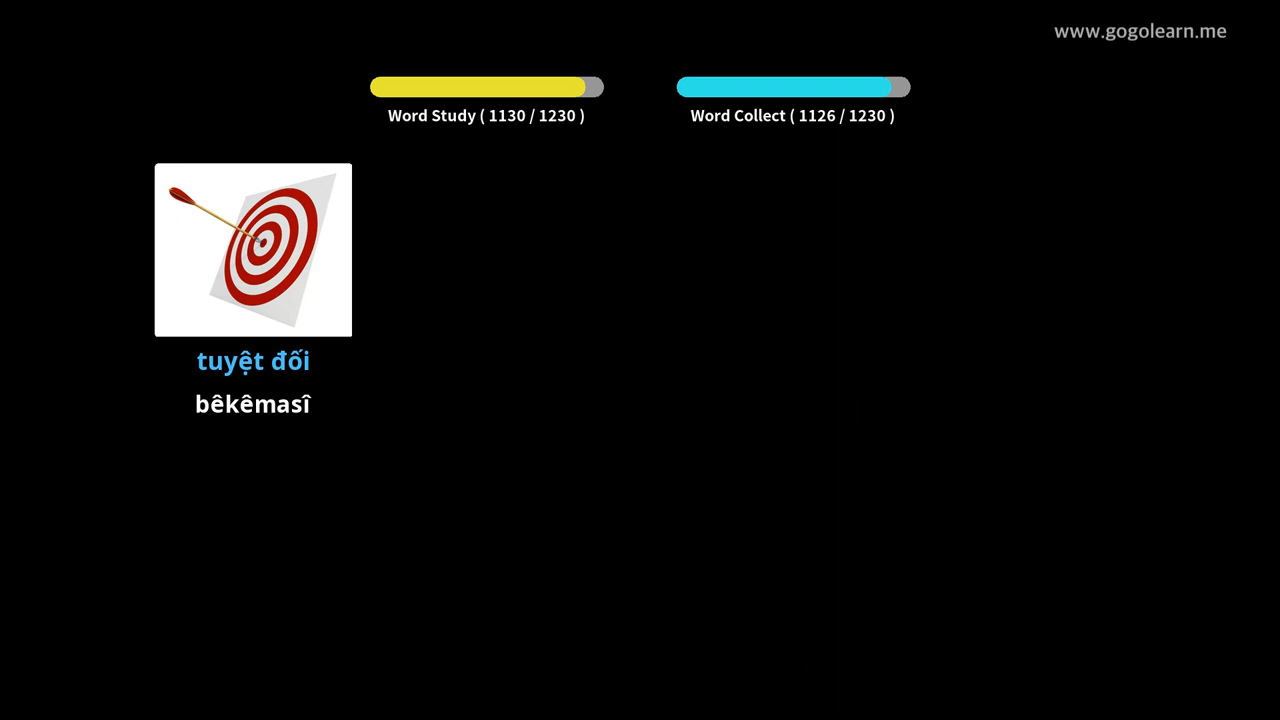 www.gogolearn.me
Word Study ( 1130 / 1230 )
Word Collect ( 1126 / 1230 )
tuyệt đối
bêkêmasî